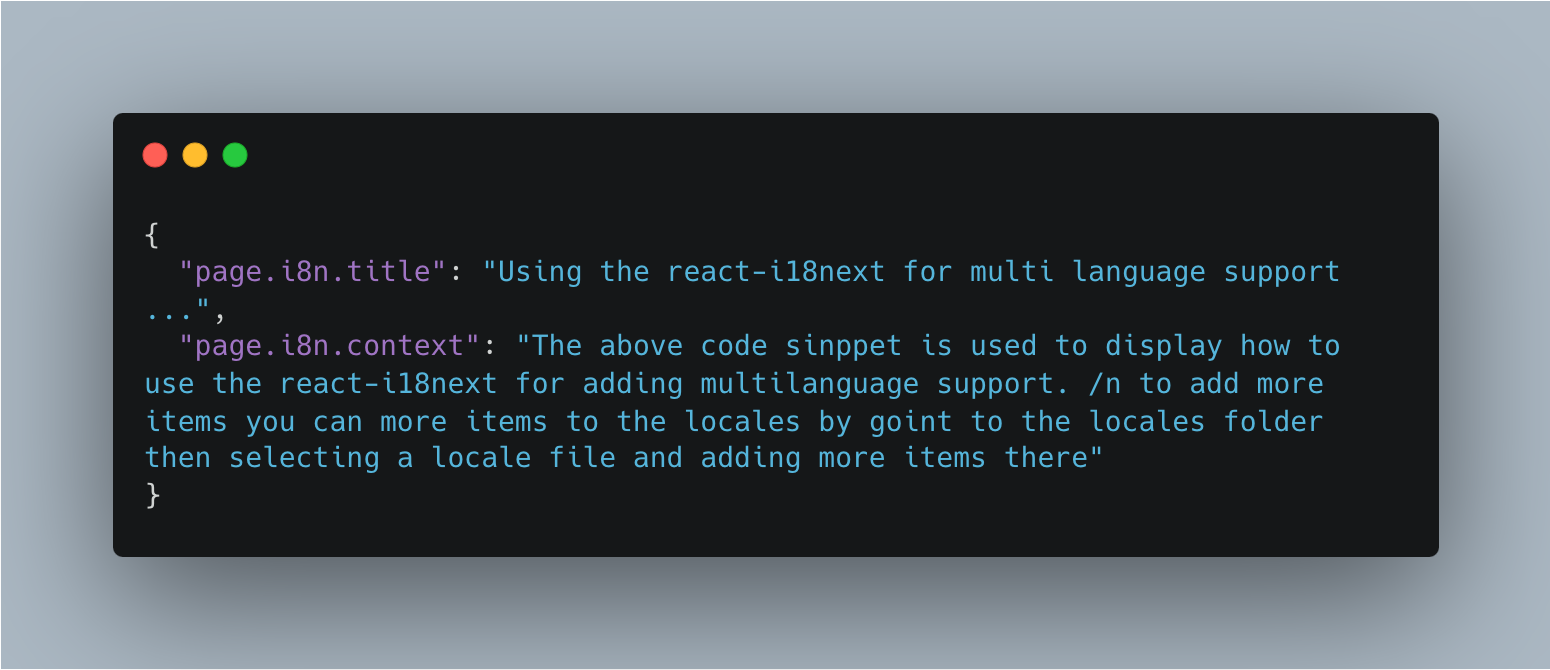 {
"page.i8n.title": "Using the react-i18next for multi language support
...",
"page.i8n.context": "The above code sinppet is used to display how to
use the react-i18next for adding multilanguage support. /n to add more
items you can more items to the locales by goint to the locales folder
then selecting a locale file and adding more items there"
}